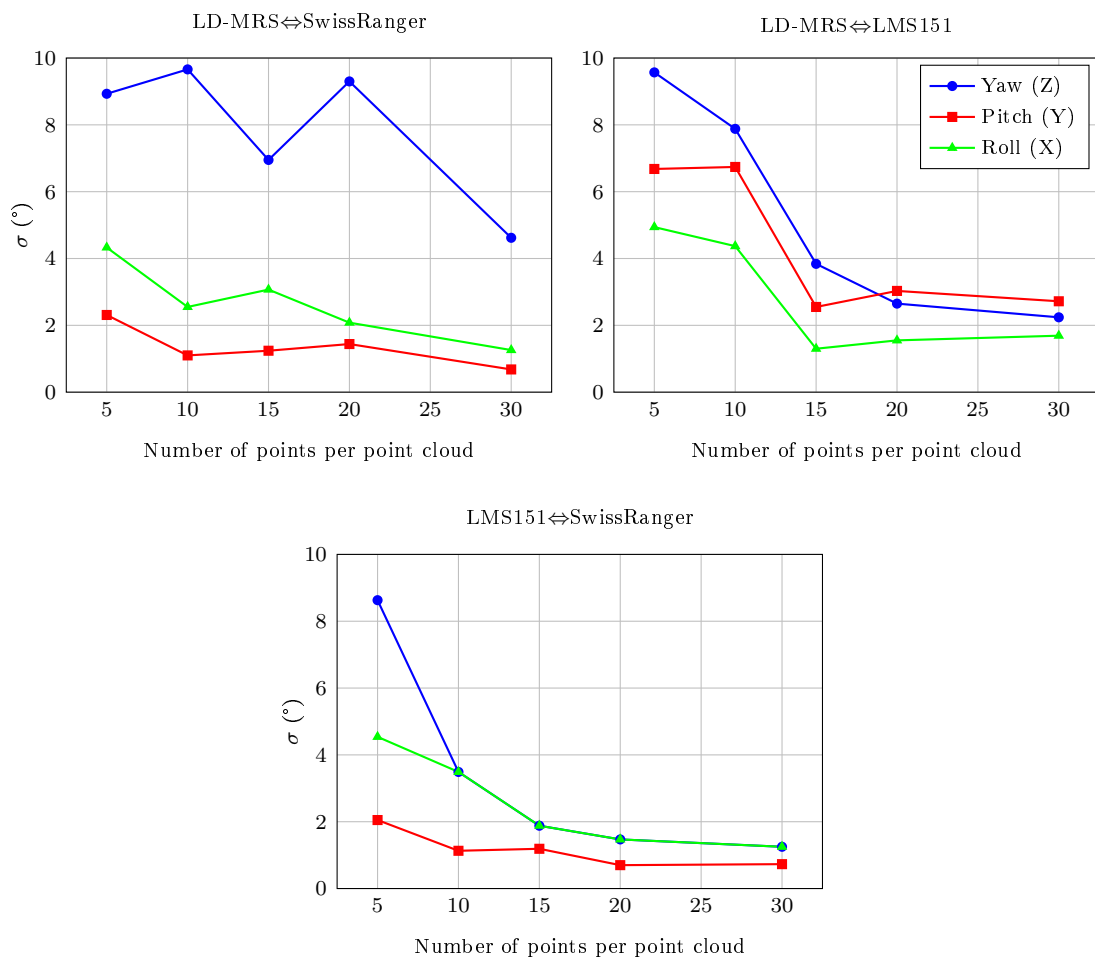 LD-MRS⇔SwissRanger
10
8
6
4
2
0
σ (°)
5 10 15 20 25 30
Number of points per point cloud
LD-MRS⇔LMS151
10
8
6
4
2
0
Yaw (Z)
Pitch (Y)
Roll (X)
5 10 15 20 25 30
Number of points per point cloud
LMS151⇔SwissRanger
10
8
6
4
2
0
σ (°)
5 10 15 20 25 30
Number of points per point cloud